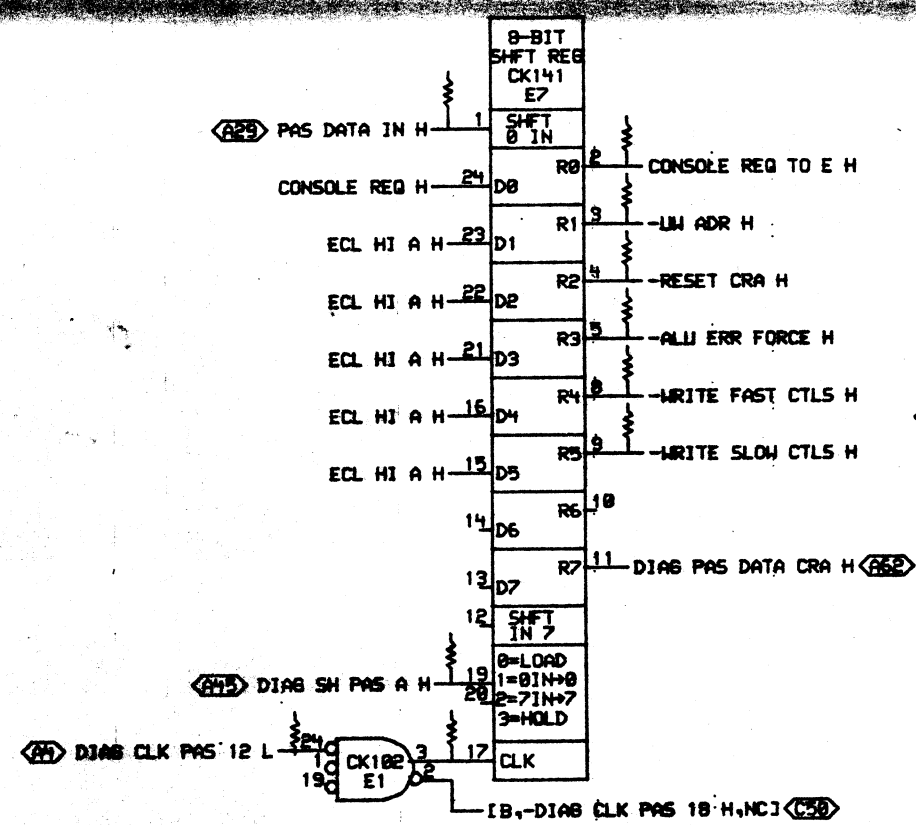 8-BIT
SHFT REG
CK141
E7
<A29> PAS DATA IN H 1 SHFT
0 IN
R0 2 CONSOLE REQ TO E H
CONSOLE REQ H 24 D0
R1 3 -UW ADR H
ECL HI A H 23 D1
R2 4 -RESET CRA H
ECL HI A H 22 D2
R3 5 -ALU ERR FORCE H
ECL HI A H 21 D3
R4 8 -WRITE FAST CTLS H
ECL HI A H 16 D4
R5 9 -WRITE SLOW CTLS H
ECL HI A H 15 D5
R6 10
14 D6
R7 11 DIAG PAS DATA CRA H <A62>
13 D7
12 SHFT
IN 7
0=LOAD
<A45> DIAG SH PAS A H 19 1=0IN→0
20 2=7IN→7
3=HOLD
<A4> DIAG CLK PAS 12 L 24 CK102 3 17 CLK
1
19 E1 2
[B,-DIAG CLK PAS 18 H,NC] <C50>